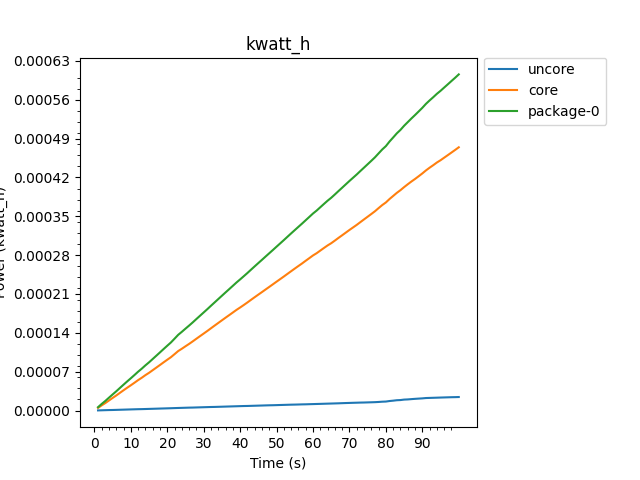 kwatt_h
uncore
core
package-0
0.00063
0.00056
0.00049
0.00042
0.00035
0.00028
0.00021
0.00014
0.00007
0.00000
Power (kwatt_h)
0 10 20 30 40 50 60 70 80 90
Time (s)